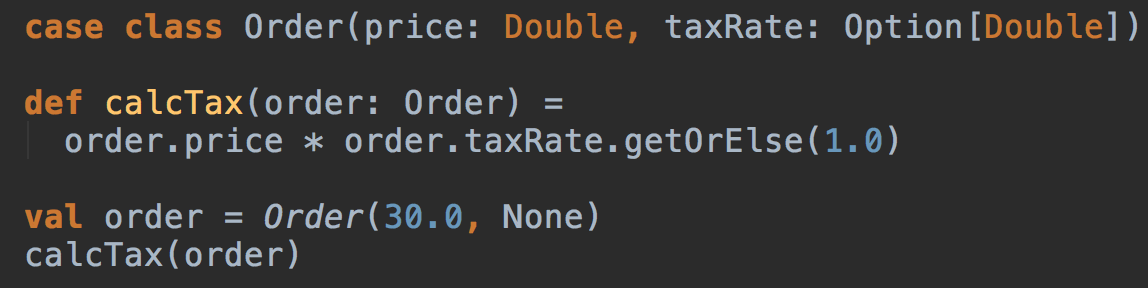 case class Order(price: Double, taxRate: Option[Double])
def calcTax(order: Order) =
order.price * order.taxRate.getOrElse(1.0)
val order = Order(30.0, None)
calcTax(order)